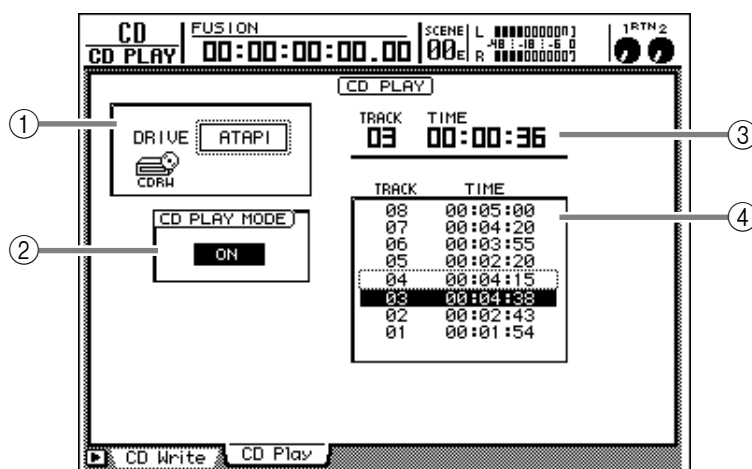 CD
CD PLAY
FUSION
00:00:00:00.00
SCENE
00E
L
-48 -18 -6 0
R
1 RTN 2
CD PLAY
1
DRIVE ATAPI
CDRW
TRACK TIME
03 00:00:36
3
2
CD PLAY MODE
ON
TRACK TIME
08 00:05:00
07 00:04:20
06 00:03:55
05 00:02:20
04 00:04:15
03 00:04:38
02 00:02:43
01 00:01:54
4
CD Write CD Play